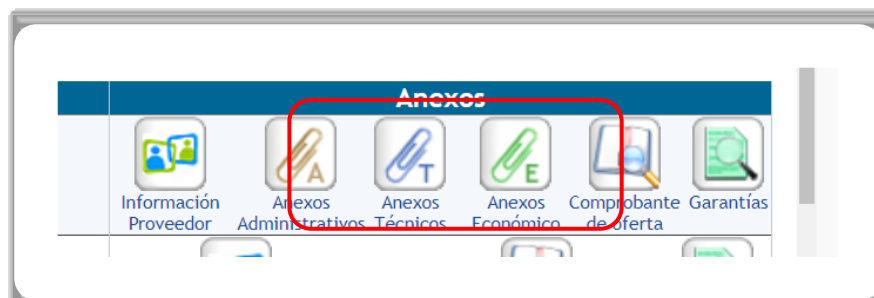 Anexos
A T E
Información Anexos Anexos Anexos Comprobante Garantías
Proveedor Administrativos Técnicos Económico de oferta